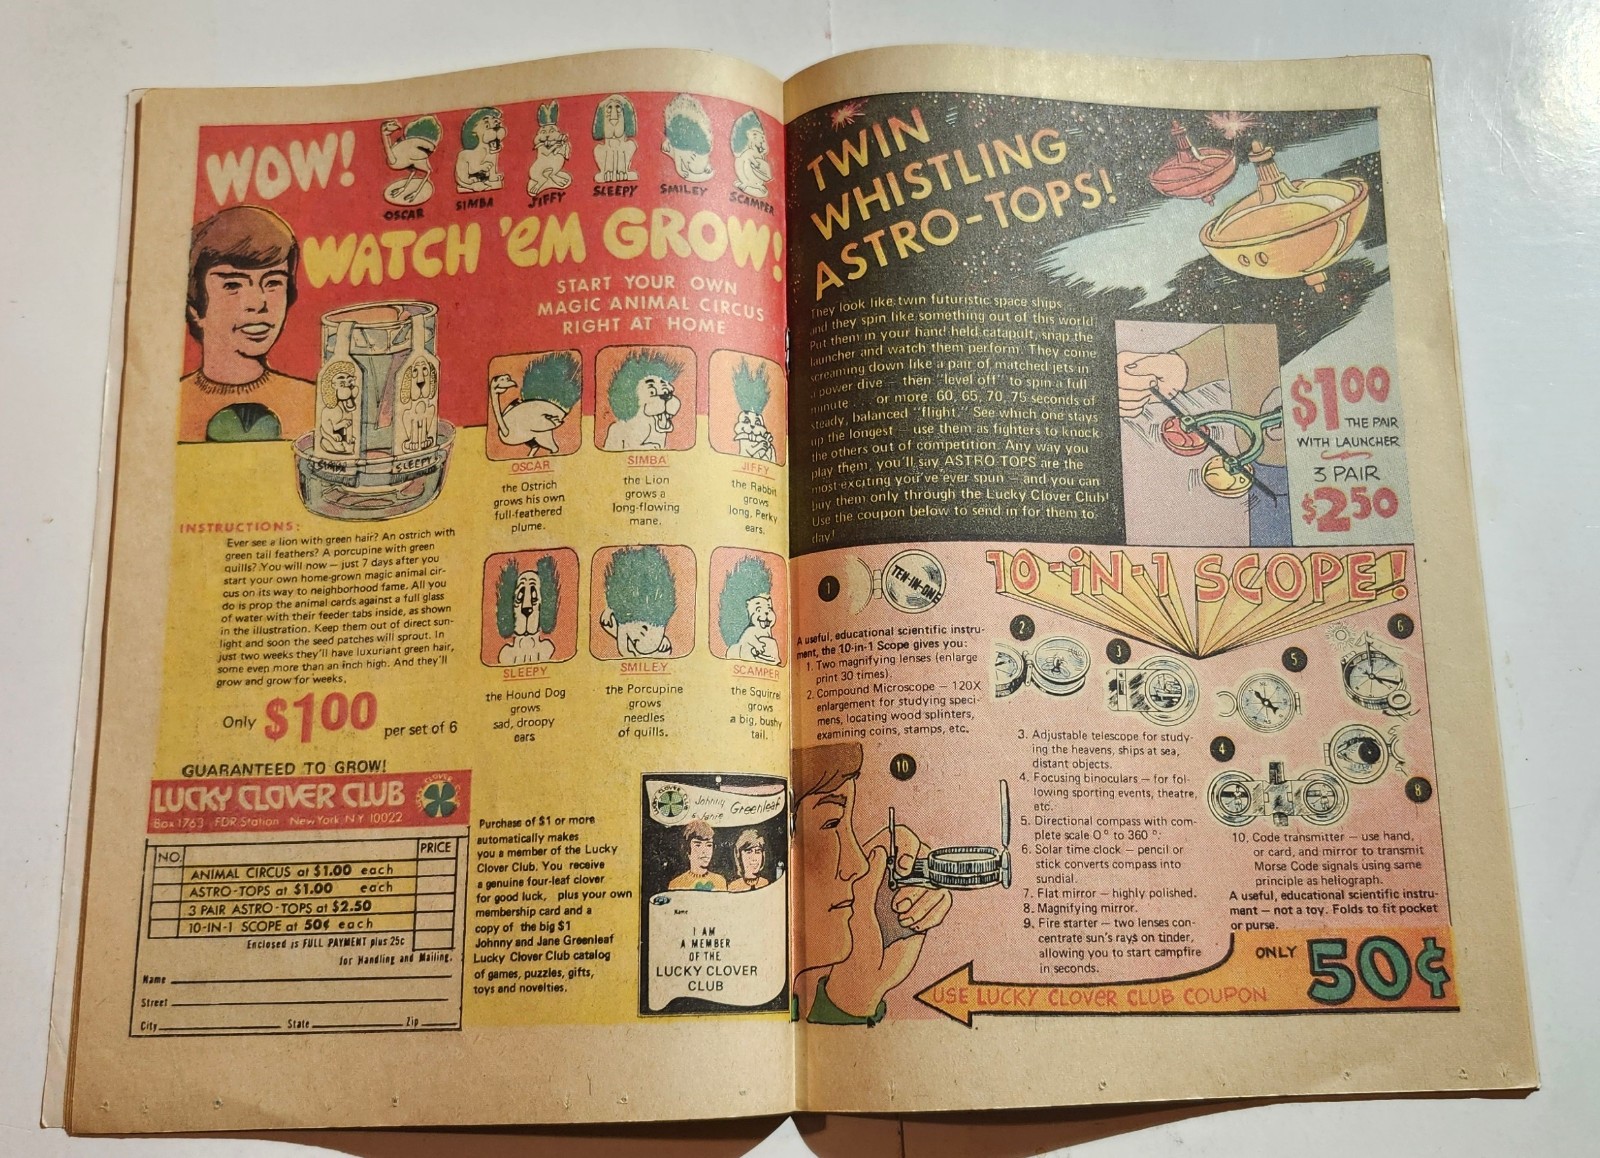 WOW!
OSCAR
SIMBA
JIFFY
SLEEPY
SMILEY
SCAMPER
WATCH 'EM GROW!
START YOUR OWN
MAGIC ANIMAL CIRCUS
RIGHT AT HOME
SIMBA
SLEEPY
OSCAR
the Ostrich
grows his own
full-feathered
plume.
SIMBA
the Lion
grows a
long-flowing
mane.
JIFFY
the Rabbit
grows
long, Perky
ears.
SLEEPY
the Hound Dog
grows
sad, droopy
ears
SMILEY
the Porcupine
grows
needles
of quills.
SCAMPER
the Squirrel
grows
a big, bushy
tail.
INSTRUCTIONS:
Ever see a lion with green hair? An ostrich with
green tail feathers? A porcupine with green
quills? You will now — just 7 days after you
start your own home-grown magic animal cir-
cus on its way to neighborhood fame. All you
do is prop the animal cards against a full glass
of water with their feeder tabs inside, as shown
in the illustration. Keep them out of direct sun-
light and soon the seed patches will sprout. In
just two weeks they'll have luxuriant green hair,
some even more than an inch high. And they'll
grow and grow for weeks.
Only $1.00 per set of 6
GUARANTEED TO GROW!
LUCKY CLOVER CLUB
Box 1763 FDR Station New York N.Y. 10022
NO. PRICE
ANIMAL CIRCUS at $1.00 each
ASTRO-TOPS at $1.00 each
3 PAIR ASTRO-TOPS at $2.50
10-IN-1 SCOPE at 50¢ each
Enclosed is FULL PAYMENT plus 25c
for Handling and Mailing.
Name
Street
City State Zip
Purchase of $1 or more
automatically makes
you a member of the Lucky
Clover Club. You receive
a genuine four-leaf clover
for good luck, plus your own
membership card and a
copy of the big $1
Johnny and Jane Greenleaf
Lucky Clover Club catalog
of games, puzzles, gifts,
toys and novelties.
Johnny
& Janie Greenleaf
Name
I AM
A MEMBER
OF THE
LUCKY CLOVER
CLUB
TWIN
WHISTLING
ASTRO-TOPS!
They look like twin futuristic space ships
and they spin like something out of this world.
Put them in your hand-held catapult, snap the
launcher and watch them perform. They come
screaming down like a pair of matched jets in
a power dive — then "level off" to spin a full
minute . . . or more. 60, 65, 70, 75 seconds of
steady, balanced "flight." See which one stays
up the longest — use them as fighters to knock
the others out of competition. Any way you
play them, you'll say ASTRO-TOPS are the
most exciting you've ever spun — and you can
buy them only through the Lucky Clover Club!
Use the coupon below to send in for them to-
day!
$1.00
THE PAIR
WITH LAUNCHER
3 PAIR
$2.50
10-IN-1 SCOPE!
1
TEN-IN-ONE
2
3
5
6
4
8
10
A useful, educational scientific instru-
ment, the 10-in-1 Scope gives you:
1. Two magnifying lenses (enlarge
print 30 times).
2. Compound Microscope — 120X
enlargement for studying speci-
mens, locating wood splinters,
examining coins, stamps, etc.
3. Adjustable telescope for study-
ing the heavens, ships at sea,
distant objects.
4. Focusing binoculars — for fol-
lowing sporting events, theatre,
etc.
5. Directional compass with com-
plete scale 0° to 360°.
6. Solar time clock — pencil or
stick converts compass into
sundial.
7. Flat mirror — highly polished.
8. Magnifying mirror.
9. Fire starter — two lenses con-
centrate sun's rays on tinder,
allowing you to start campfire
in seconds.
10. Code transmitter — use hand,
or card, and mirror to transmit
Morse Code signals using same
principle as heliograph.
A useful, educational scientific instru-
ment — not a toy. Folds to fit pocket
or purse.
ONLY 50¢
USE LUCKY CLOVER CLUB COUPON